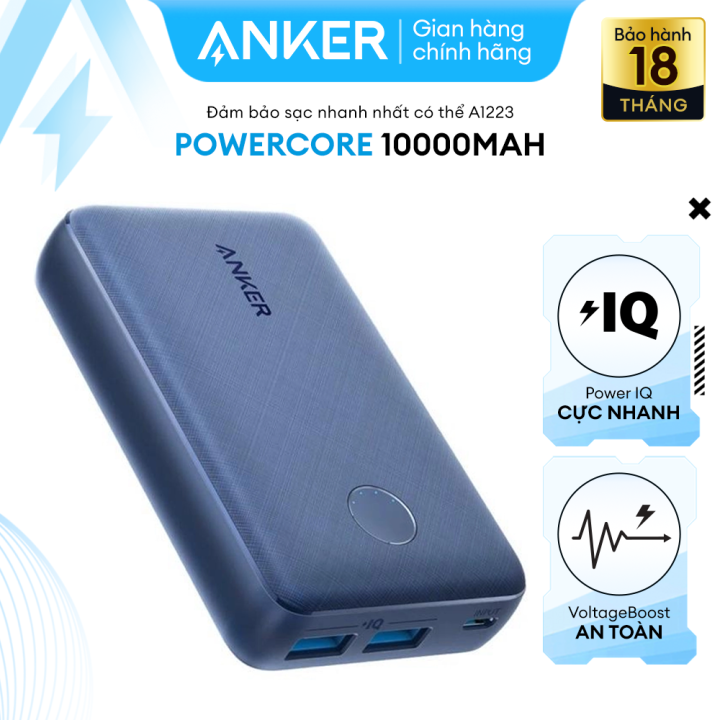 ANKER
Gian hàng
chính hãng
Bảo hành
18
THÁNG
Đảm bảo sạc nhanh nhất có thể A1223
POWERCORE 10000MAH
ANKER
IQ
Power IQ
CỰC NHANH
VoltageBoost
AN TOÀN
IQ
INPUT